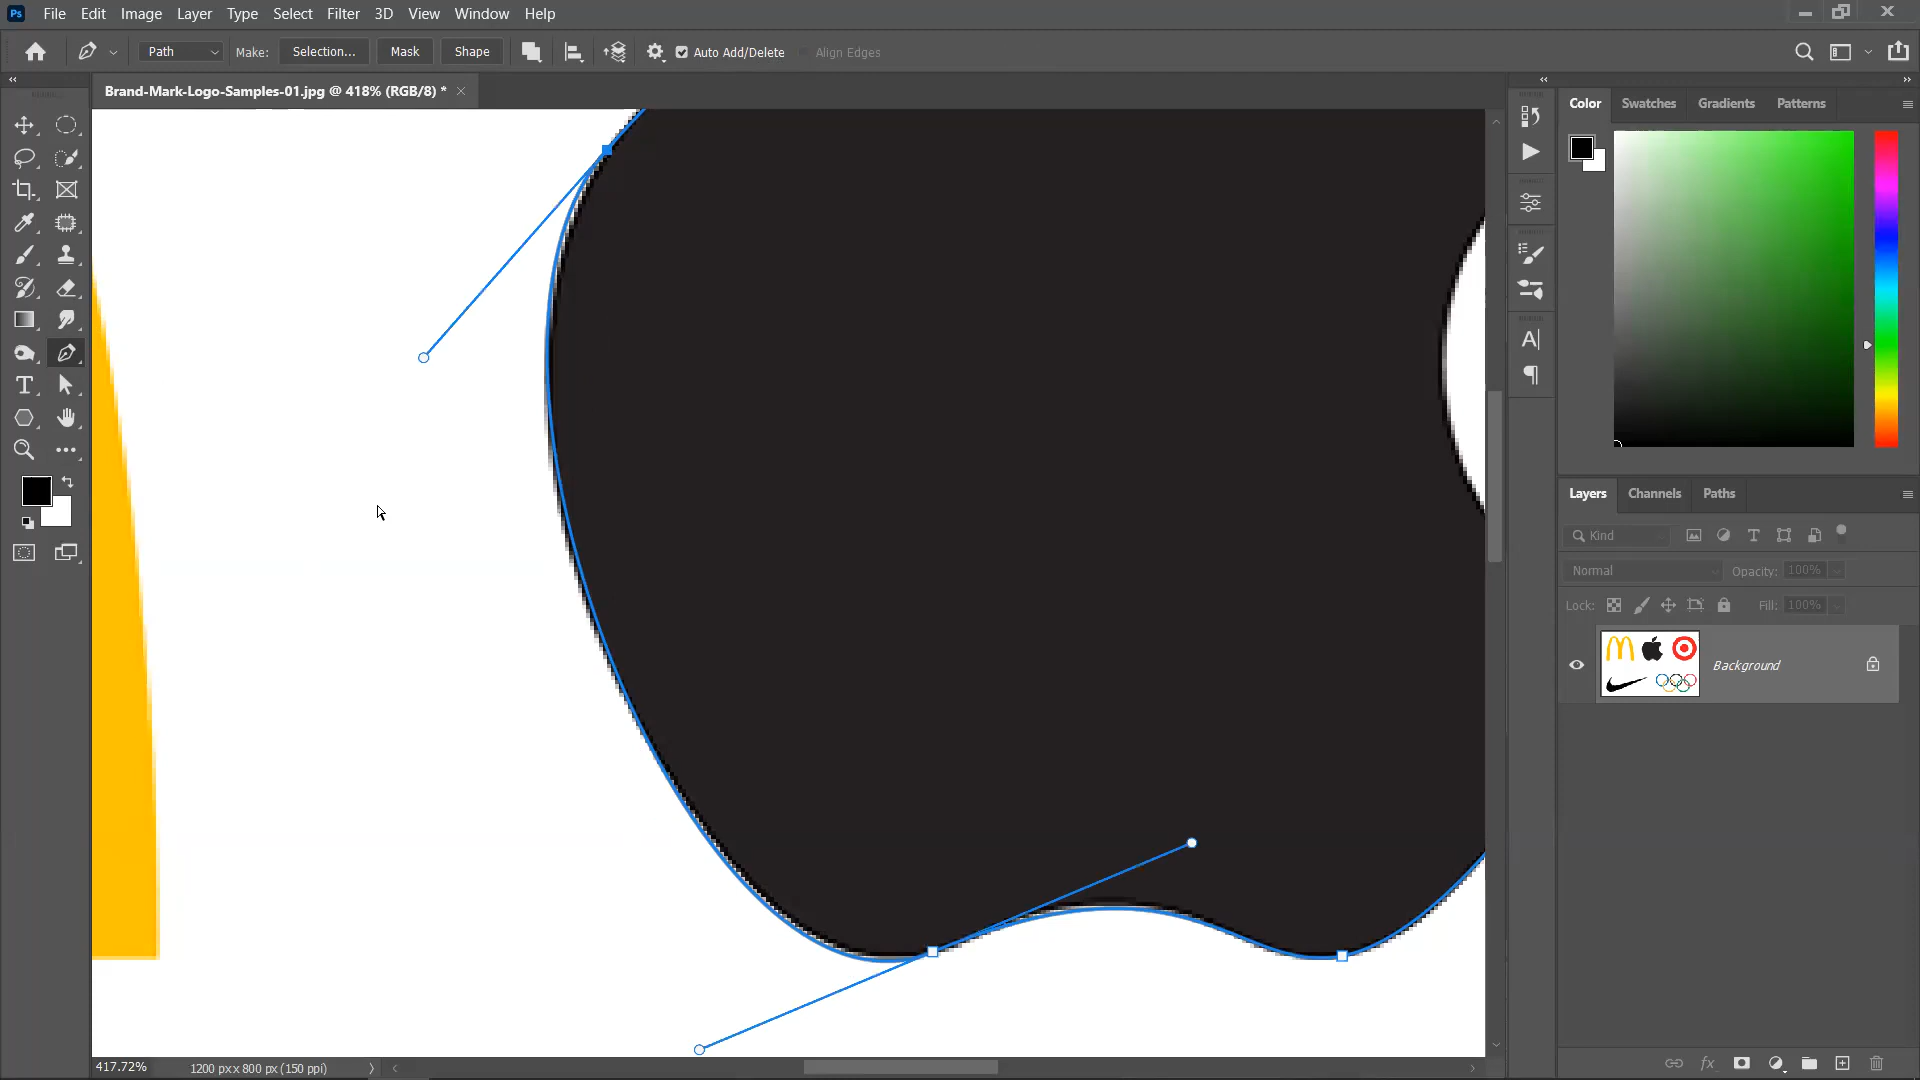 Ps File Edit Image Layer Type Select Filter 3D View Window Help
Path Make: Selection... Mask Shape Auto Add/Delete Align Edges
Brand-Mark-Logo-Samples-01.jpg @ 418% (RGB/8) *
Color Swatches Gradients Patterns
Layers Channels Paths
Kind
Normal Opacity: 100%
Lock: Fill: 100%
Background
417.72% 1200 px x 800 px (150 ppi)